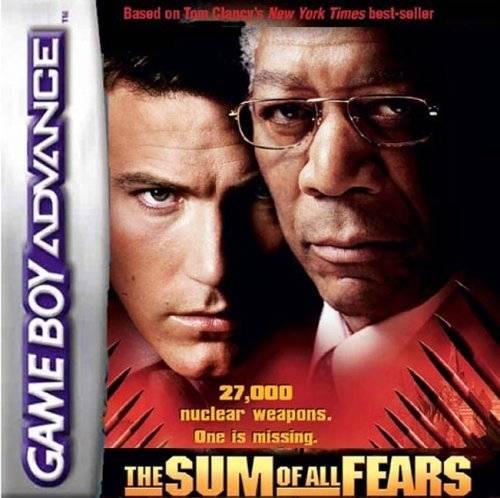 Based on Tom Clancy's New York Times best-seller
GAME BOY ADVANCE™
27,000
nuclear weapons.
One is missing.
THE SUM OF ALL FEARS